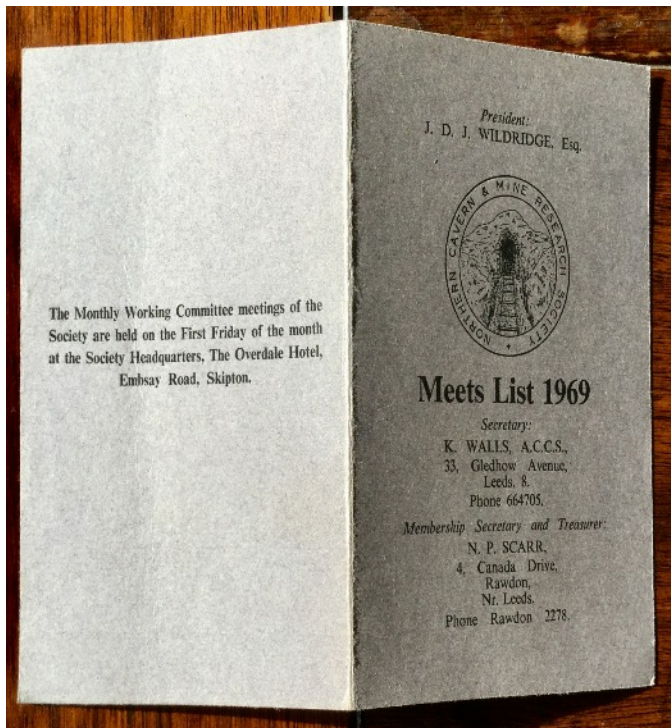 The Monthly Working Committee meetings of the
Society are held on the First Friday of the month
at the Society Headquarters, The Overdale Hotel,
Embsay Road, Skipton.
President:
J. D. J. WILDRIDGE, Esq.
NORTHERN CAVERN & MINE RESEARCH SOCIETY
Meets List 1969
Secretary:
K. WALLS, A.C.C.S.,
33, Gledhow Avenue,
Leeds, 8.
Phone 664705.
Membership Secretary and Treasurer:
N. P. SCARR,
4, Canada Drive,
Rawdon,
Nr. Leeds.
Phone Rawdon 2278.